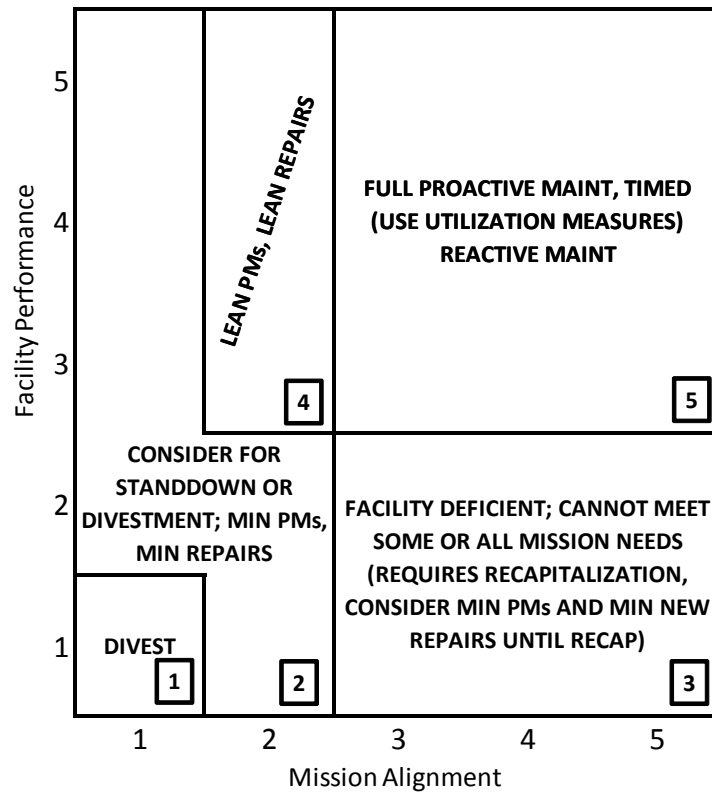 Facility Performance
5
4
3
2
1
LEAN PMs, LEAN REPAIRS
4
FULL PROACTIVE MAINT, TIMED
(USE UTILIZATION MEASURES)
REACTIVE MAINT
5
CONSIDER FOR
STANDDOWN OR
DIVESTMENT; MIN PMs,
MIN REPAIRS
2
DIVEST
1
FACILITY DEFICIENT; CANNOT MEET
SOME OR ALL MISSION NEEDS
(REQUIRES RECAPITALIZATION,
CONSIDER MIN PMs AND MIN NEW
REPAIRS UNTIL RECAP)
3
1 2 3 4 5
Mission Alignment